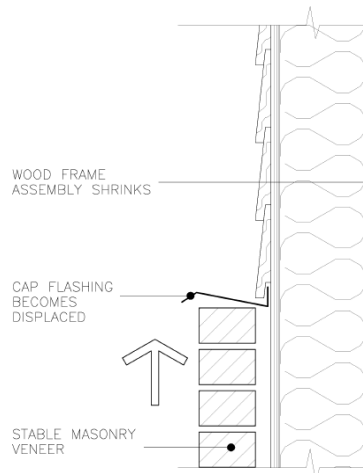 WOOD FRAME
ASSEMBLY SHRINKS
CAP FLASHING
BECOMES
DISPLACED
STABLE MASONRY
VENEER